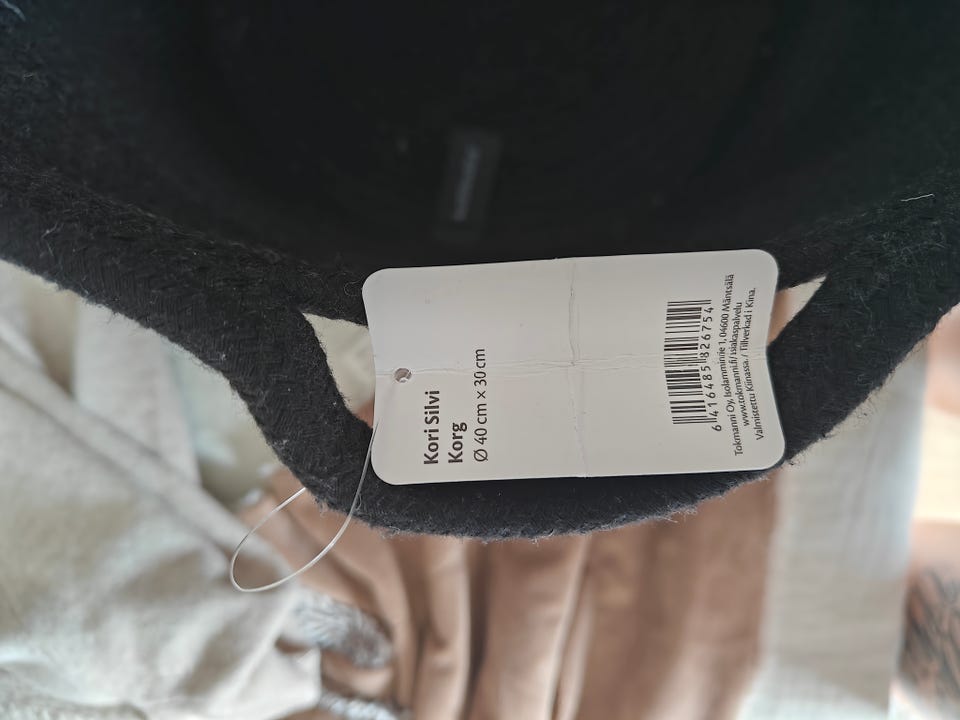 Kori Silvi
Korg
Ø 40 cm x 30 cm
6 416485 826754
Tokmanni Oy, Isolammintie 1, 04600 Mäntsälä
www.tokmanni.fi/asiakaspalvelu
Valmistettu Kiinassa. / Tillverkad i Kina.